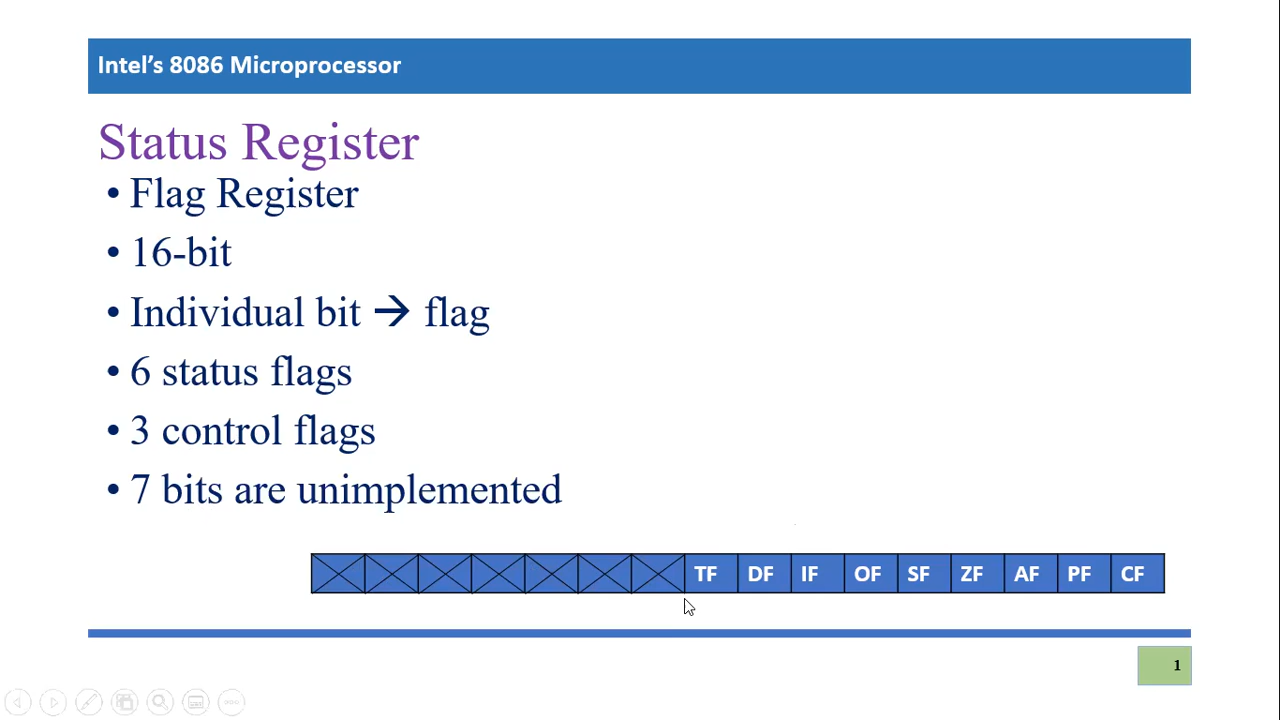 Intel’s 8086 Microprocessor
Status Register
• Flag Register
• 16-bit
• Individual bit → flag
• 6 status flags
• 3 control flags
• 7 bits are unimplemented
TF DF IF OF SF ZF AF PF CF
1